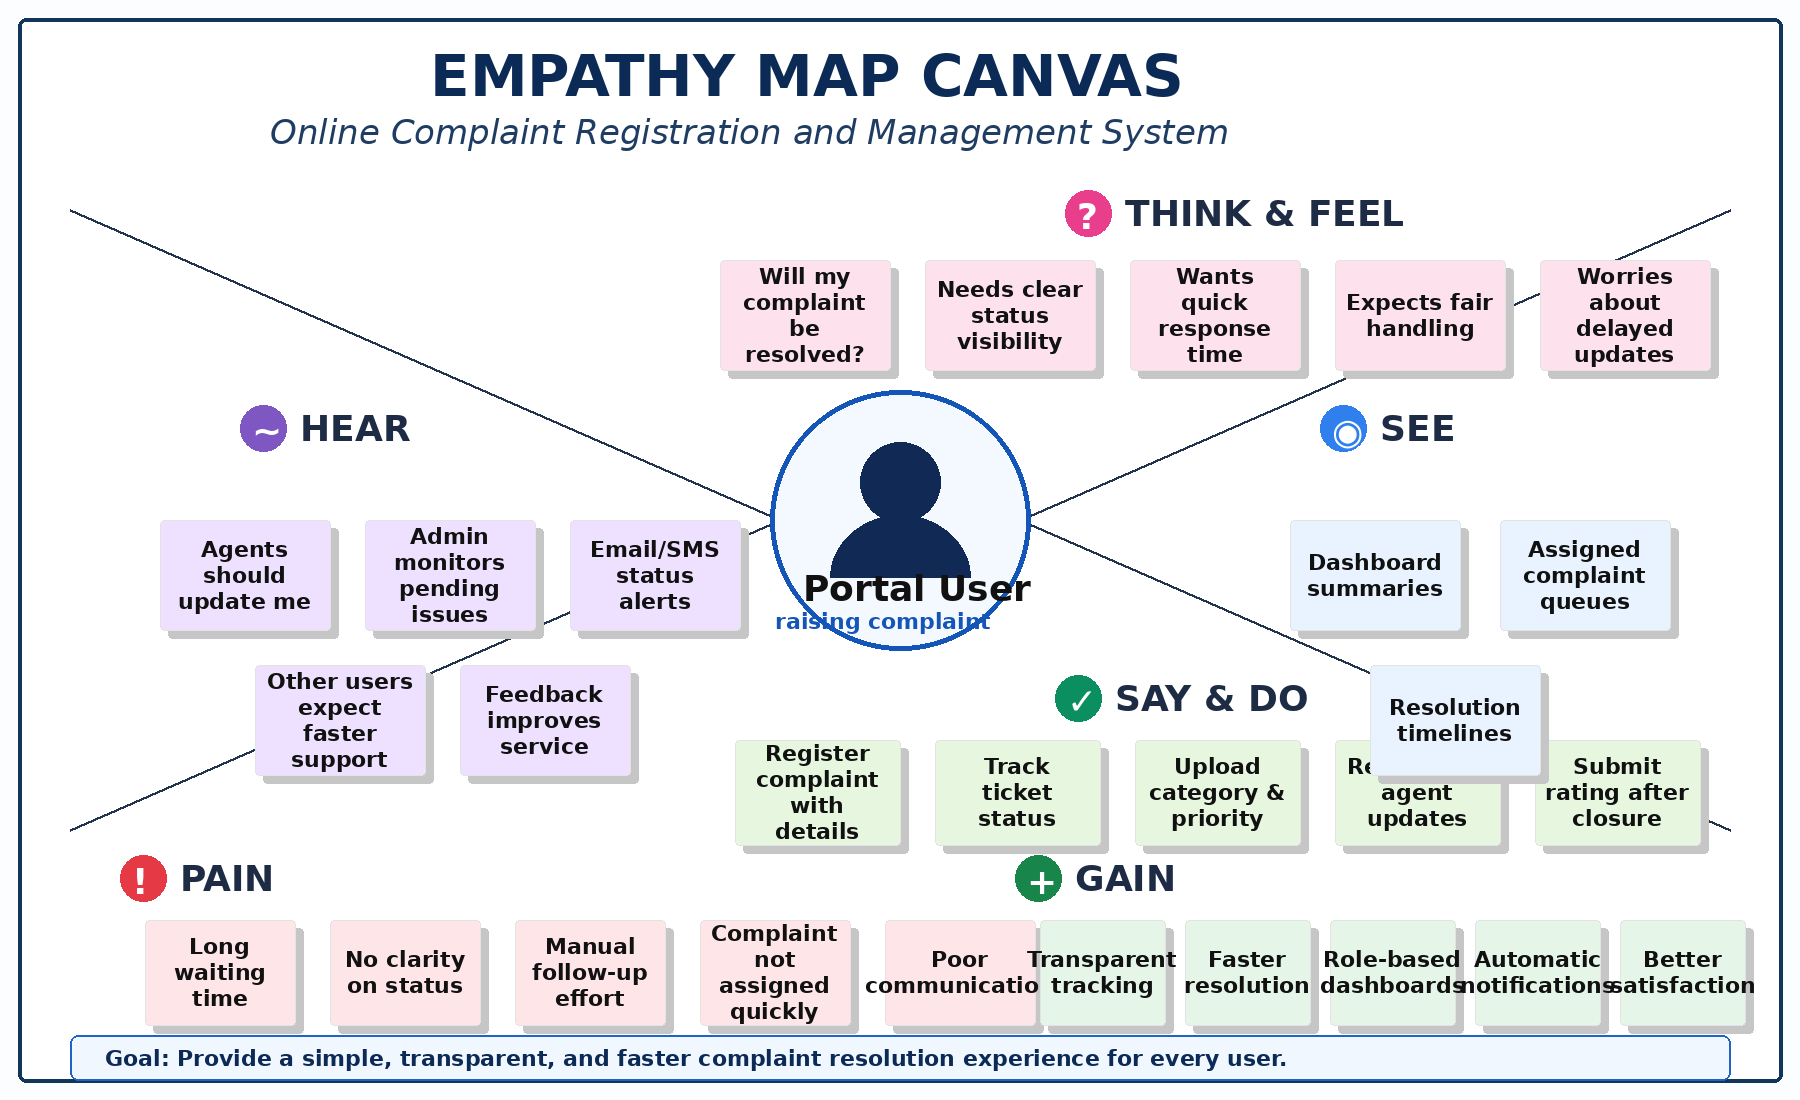 EMPATHY MAP CANVAS
Online Complaint Registration and Management System
? THINK & FEEL
Will my
complaint
be
resolved?
Needs clear
status
visibility
Wants
quick
response
time
Expects fair
handling
Worries
about
delayed
updates
~ HEAR
Agents
should
update me
Admin
monitors
pending
issues
Email/SMS
status
alerts
Other users
expect
faster
support
Feedback
improves
service
Portal User
raising complaint
SEE
Dashboard
summaries
Assigned
complaint
queues
Resolution
timelines
✓ SAY & DO
Register
complaint
with
details
Track
ticket
status
Upload
category &
priority
agent
updates
Submit
rating after
closure
! PAIN
Long
waiting
time
No clarity
on status
Manual
follow-up
effort
Complaint
not
assigned
quickly
Poor
communicatio
+ GAIN
Transparent
tracking
Faster
resolution
Role-based
dashboards
Automatic
notifications
Better
satisfaction
Goal: Provide a simple, transparent, and faster complaint resolution experience for every user.